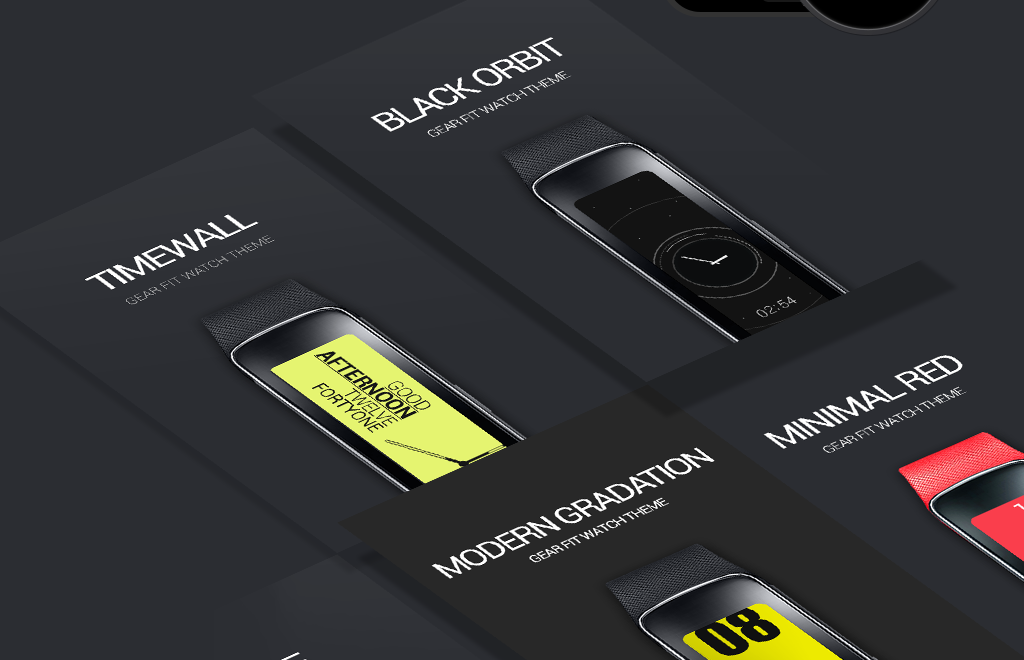 BLACK ORBIT
GEAR FIT WATCH THEME
02:54
TIMEWALL
GEAR FIT WATCH THEME
GOOD
AFTERNOON
TWELVE
FORTYONE
MINIMAL RED
GEAR FIT WATCH THEME
MODERN GRADATION
GEAR FIT WATCH THEME
08